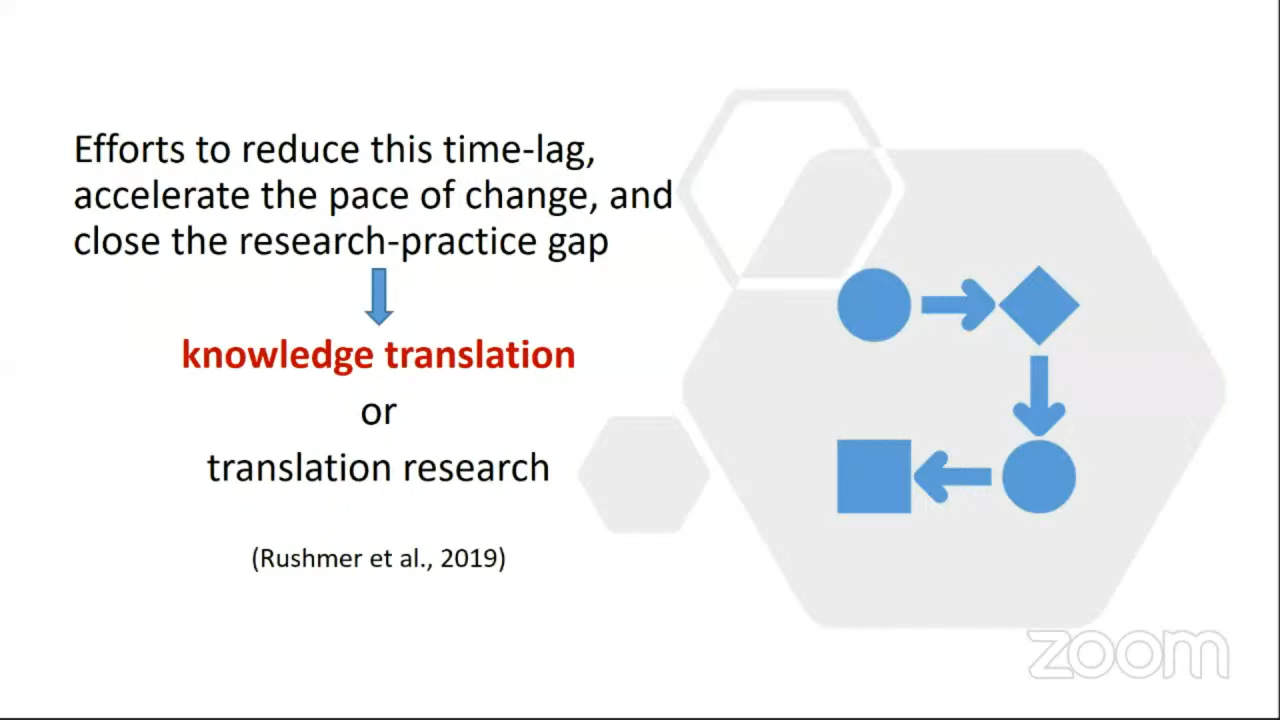 Efforts to reduce this time-lag,
accelerate the pace of change, and
close the research-practice gap
knowledge translation
or
translation research
(Rushmer et al., 2019)
zoom